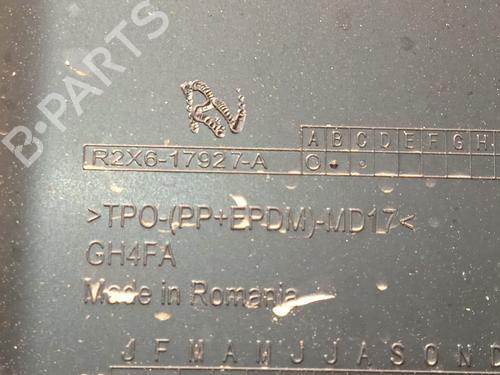 B-PARTS
A B C D E F G H
R2X6-17927-A
>TPO-(PP+EPDM)-MD17<
GH4FA
Made in Romania
J F M A M J J A S O N D